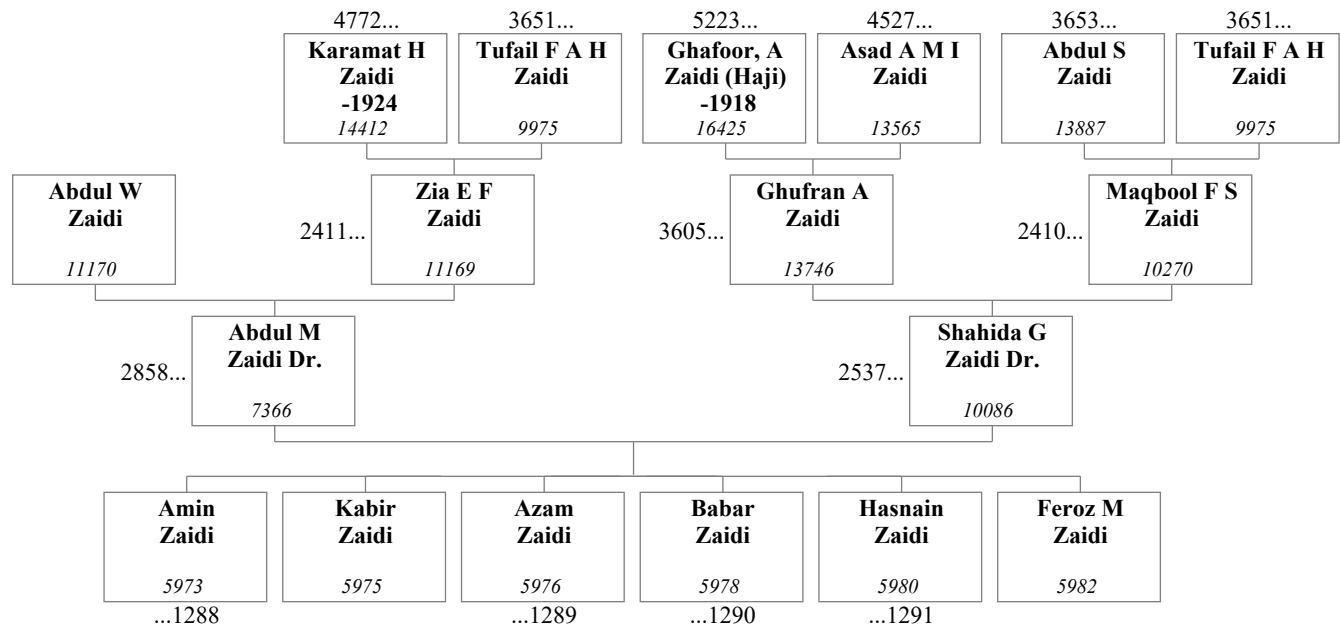 4772... 3651... 5223... 4527... 3653... 3651...
Karamat H Zaidi -1924 14412
Tufail F A H Zaidi 9975
Ghafoor, A Zaidi (Haji) -1918 16425
Asad A M I Zaidi 13565
Abdul S Zaidi 13887
Tufail F A H Zaidi 9975
Abdul W Zaidi 11170
2411... Zia E F Zaidi 11169
3605... Ghufran A Zaidi 13746
2410... Maqbool F S Zaidi 10270
2858... Abdul M Zaidi Dr. 7366
2537... Shahida G Zaidi Dr. 10086
Amin Zaidi 5973
Kabir Zaidi 5975
Azam Zaidi 5976
Babar Zaidi 5978
Hasnain Zaidi 5980
Feroz M Zaidi 5982
...1288 ...1289 ...1290 ...1291